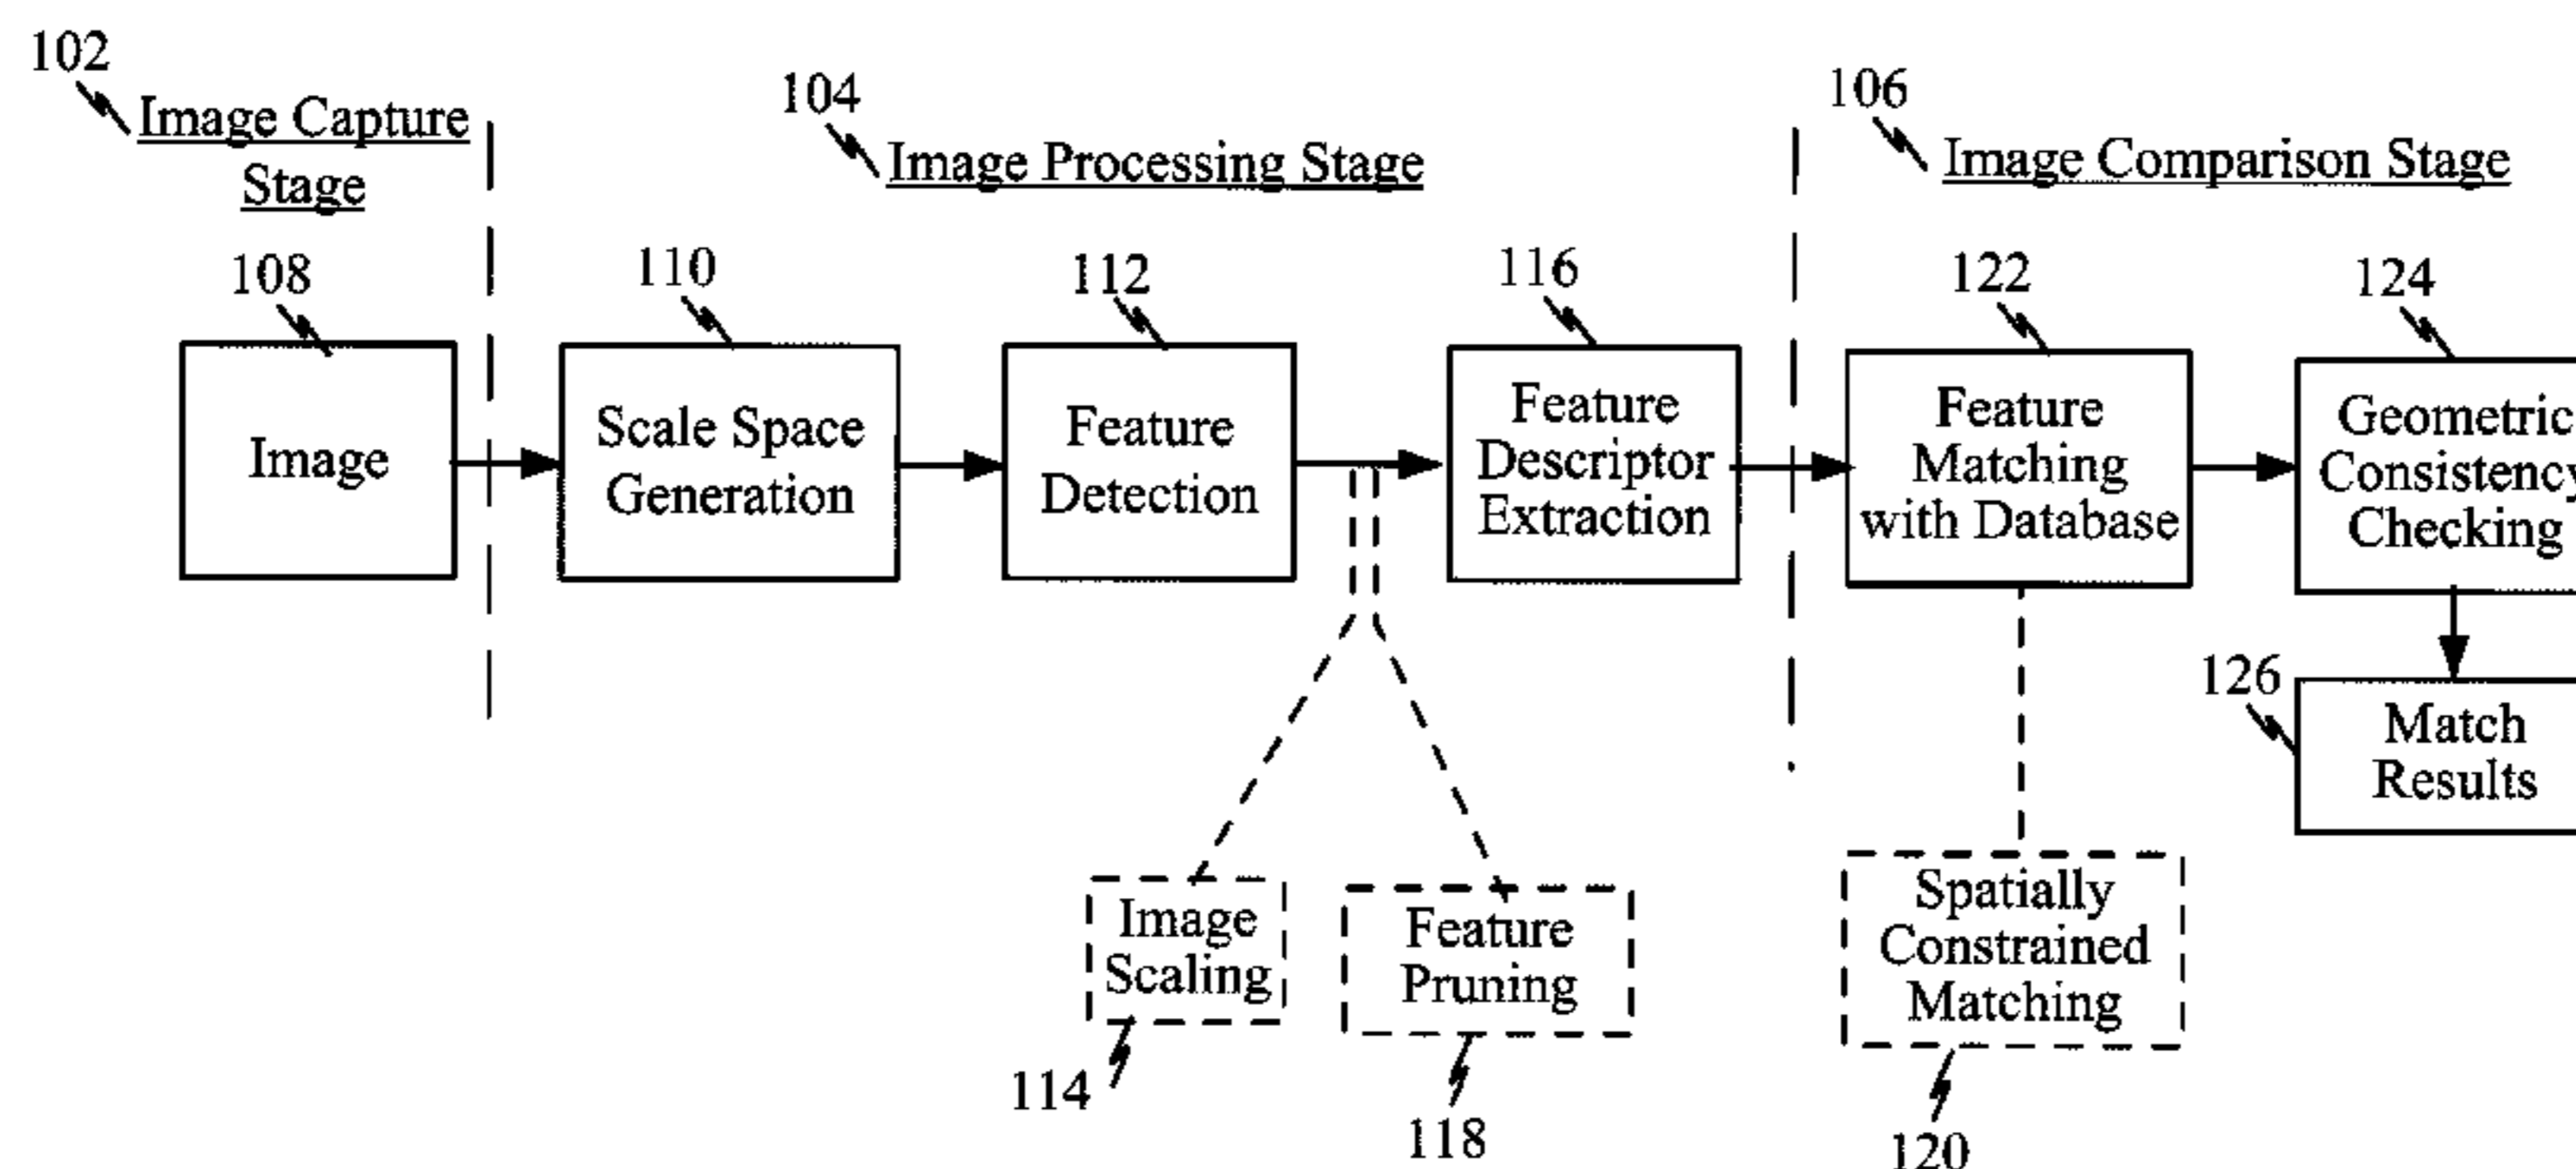 102
Image Capture
Stage
104
Image Processing Stage
106
Image Comparison Stage
108
Image
110
Scale Space
Generation
112
Feature
Detection
116
Feature
Descriptor
Extraction
122
Feature
Matching
with Database
124
Geometric
Consistency
Checking
126
Match
Results
Image
Scaling
114
Feature
Pruning
118
Spatially
Constrained
Matching
120